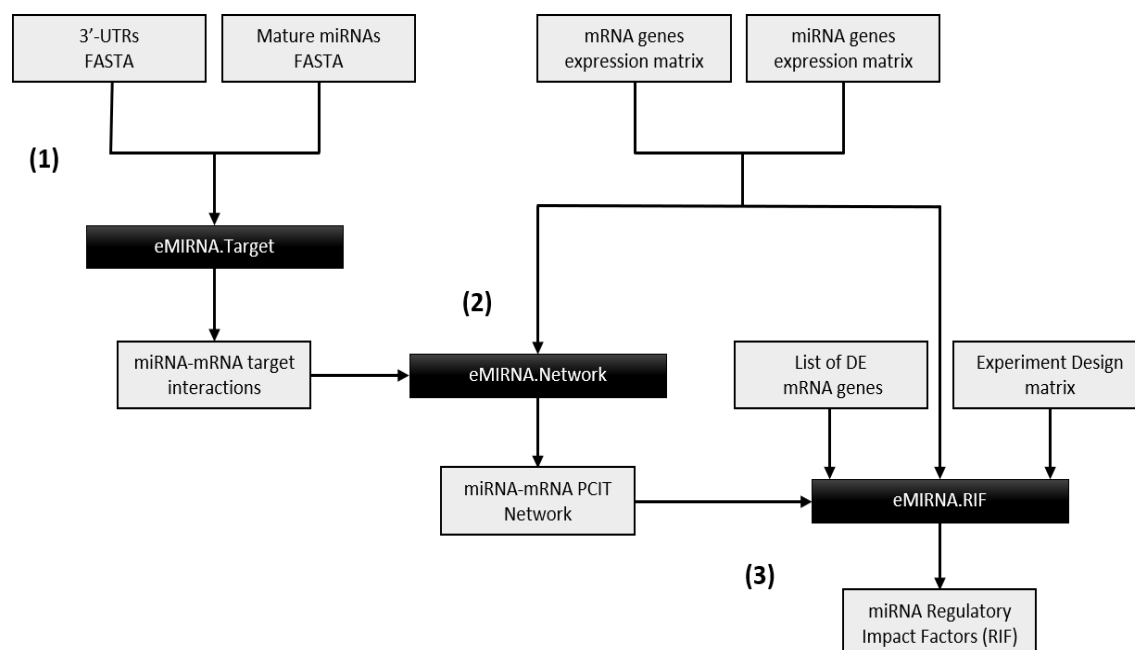 3'-UTRs
FASTA
Mature miRNAs
FASTA
mRNA genes
expression matrix
miRNA genes
expression matrix
(1)
eMIRNA.Target
(2)
miRNA-mRNA target
interactions
eMIRNA.Network
List of DE
mRNA genes
Experiment Design
matrix
miRNA-mRNA PCIT
Network
eMIRNA.RIF
(3)
miRNA Regulatory
Impact Factors (RIF)